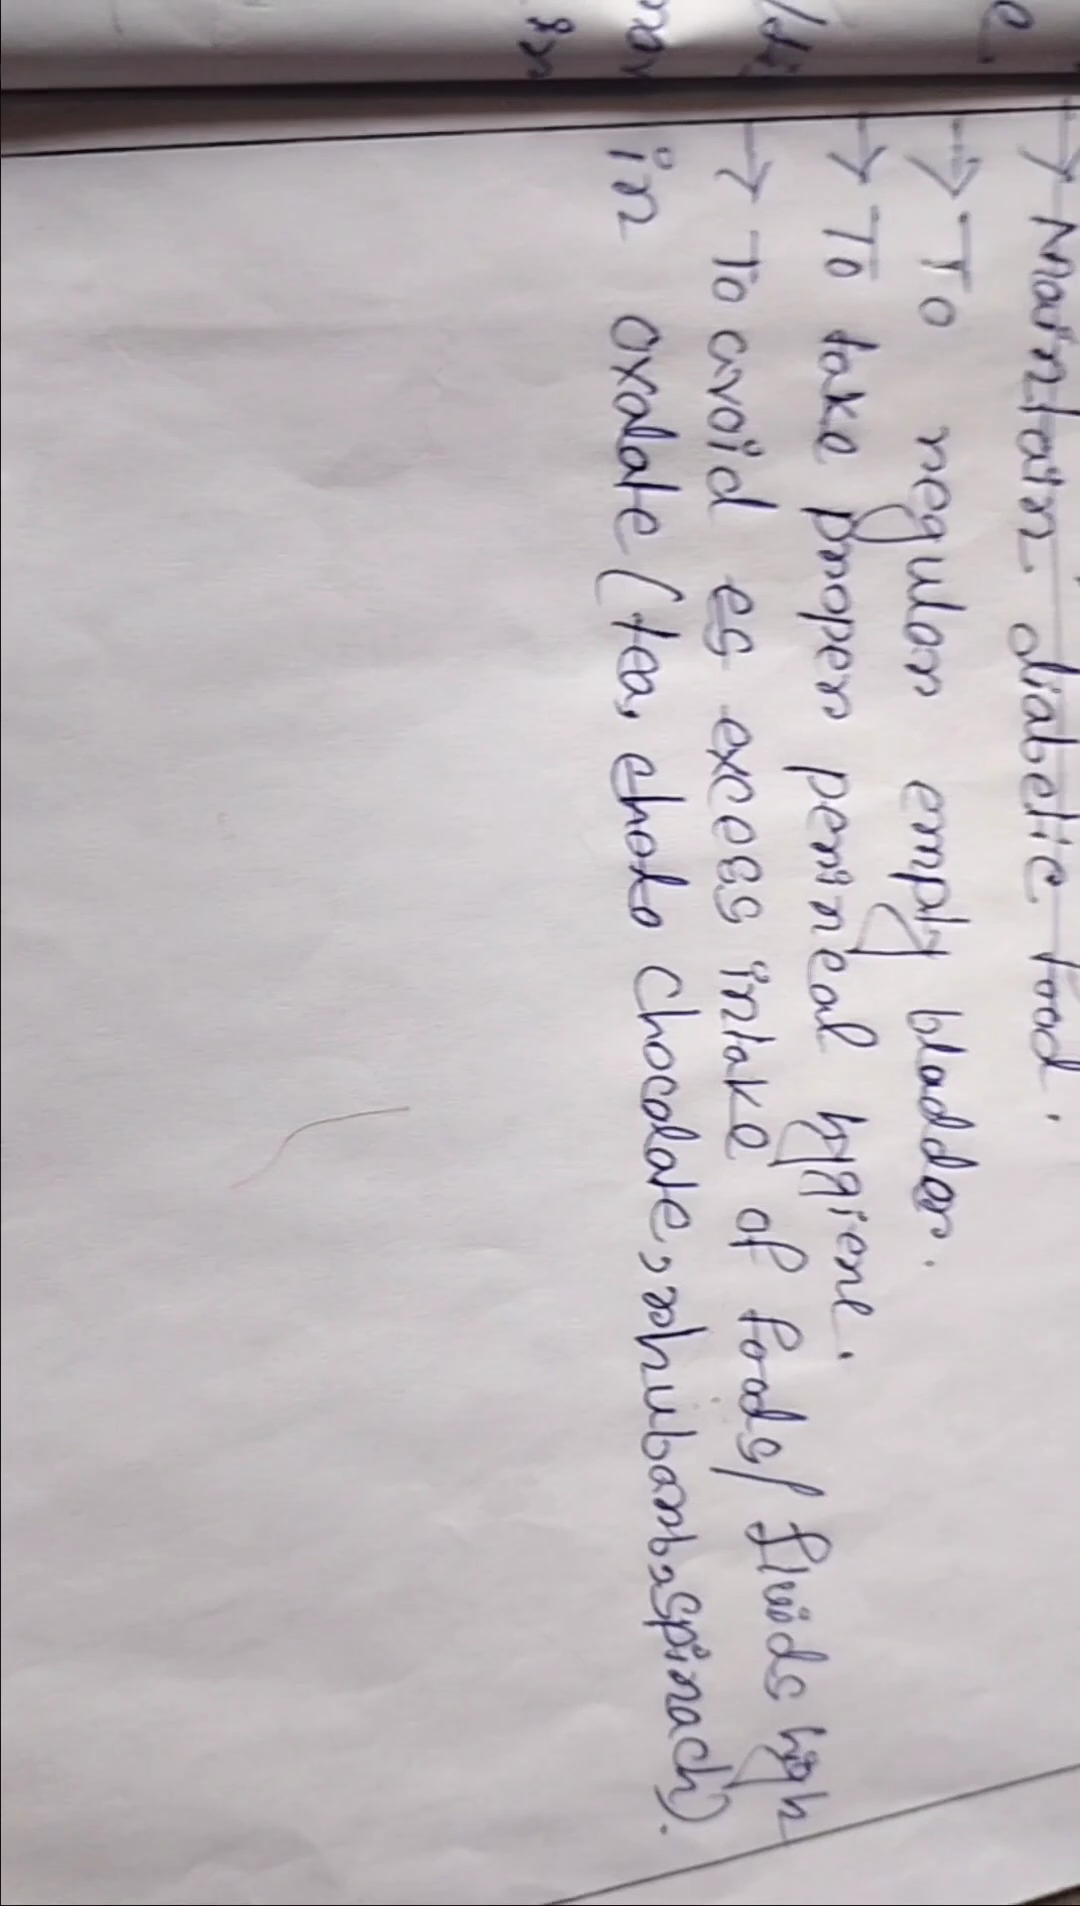 → Maintain diabetic food.
→ To regular empty bladder.
→ To take proper perineal hygiene.
→ To avoid es excess intake of foods/fluids high
in oxalate (tea, choto chocolate, rhubarb, spinach).